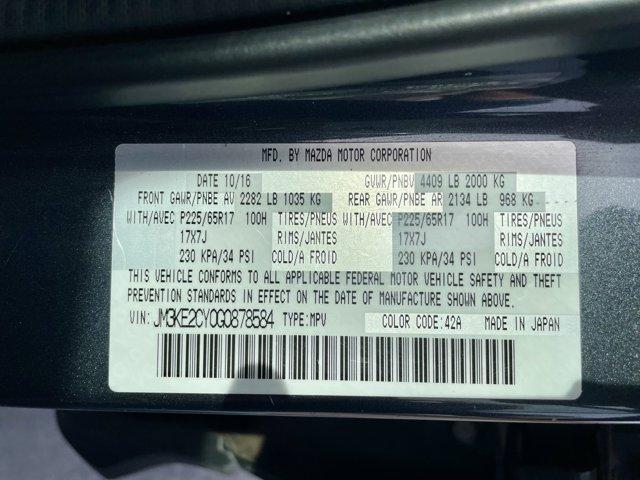 MFD. BY MAZDA MOTOR CORPORATION
DATE 10/16 GVWR/PNBV 4409 LB 2000 KG
FRONT GAWR/PNBE AV 2282 LB 1035 KG REAR GAWR/PNBE AR 2134 LB 968 KG
WITH/AVEC P225/65R17 100H TIRES/PNEUS WITH/AVEC P225/65R17 100H TIRES/PNEUS
17X7J RIMS/JANTES 17X7J RIMS/JANTES
230 KPA/34 PSI COLD/A FROID 230 KPA/34 PSI COLD/A FROID
THIS VEHICLE CONFORMS TO ALL APPLICABLE FEDERAL MOTOR VEHICLE SAFETY AND THEFT
PREVENTION STANDARDS IN EFFECT ON THE DATE OF MANUFACTURE SHOWN ABOVE.
VIN: JM3KE2CY0G0878584 TYPE:MPV COLOR CODE:42A MADE IN JAPAN